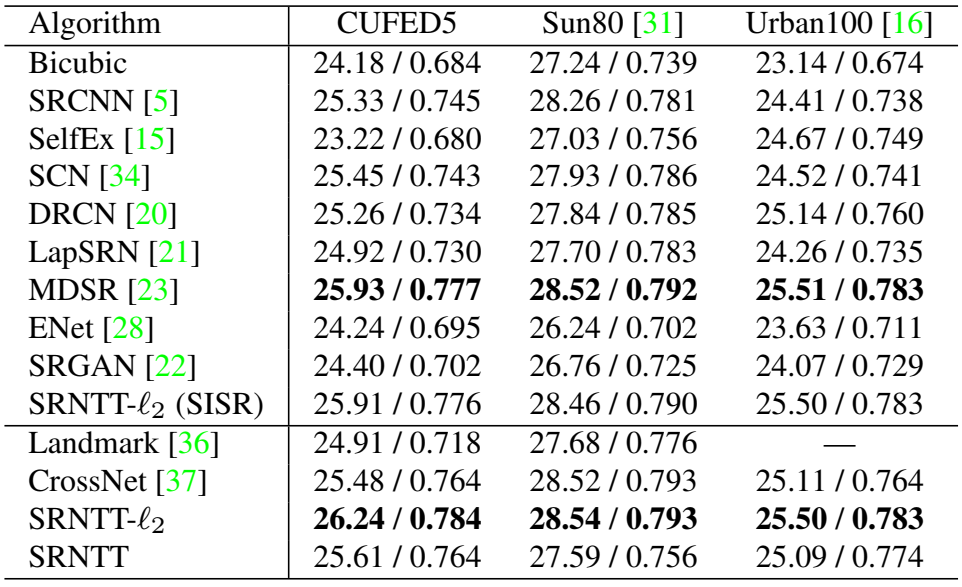 Algorithm CUFED5 Sun80 [31] Urban100 [16]
Bicubic 24.18 / 0.684 27.24 / 0.739 23.14 / 0.674
SRCNN [5] 25.33 / 0.745 28.26 / 0.781 24.41 / 0.738
SelfEx [15] 23.22 / 0.680 27.03 / 0.756 24.67 / 0.749
SCN [34] 25.45 / 0.743 27.93 / 0.786 24.52 / 0.741
DRCN [20] 25.26 / 0.734 27.84 / 0.785 25.14 / 0.760
LapSRN [21] 24.92 / 0.730 27.70 / 0.783 24.26 / 0.735
MDSR [23] 25.93 / 0.777 28.52 / 0.792 25.51 / 0.783
ENet [28] 24.24 / 0.695 26.24 / 0.702 23.63 / 0.711
SRGAN [22] 24.40 / 0.702 26.76 / 0.725 24.07 / 0.729
SRNTT-ℓ₂ (SISR) 25.91 / 0.776 28.46 / 0.790 25.50 / 0.783
Landmark [36] 24.91 / 0.718 27.68 / 0.776 —
CrossNet [37] 25.48 / 0.764 28.52 / 0.793 25.11 / 0.764
SRNTT-ℓ₂ 26.24 / 0.784 28.54 / 0.793 25.50 / 0.783
SRNTT 25.61 / 0.764 27.59 / 0.756 25.09 / 0.774